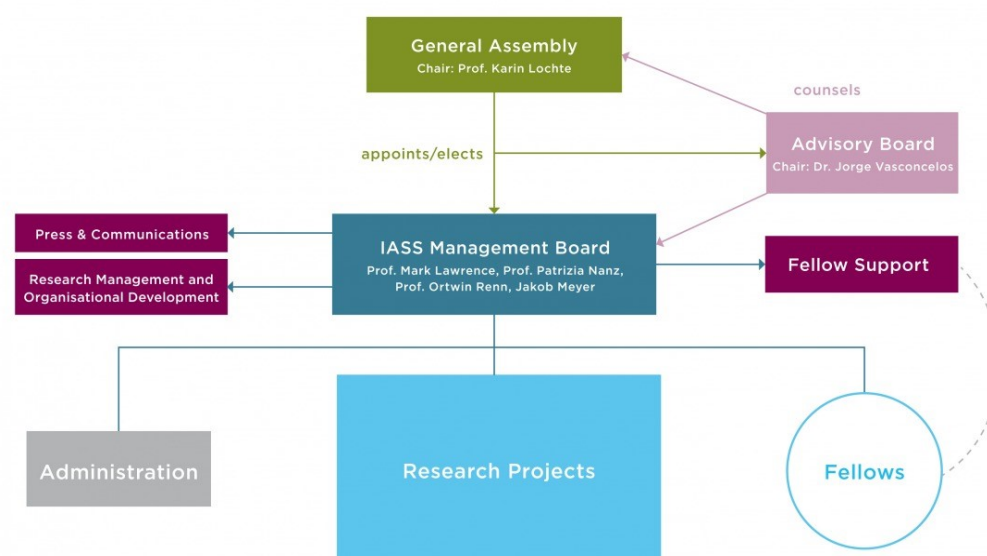 General Assembly
Chair: Prof. Karin Lochte
counsels
appoints/elects
Advisory Board
Chair: Dr. Jorge Vasconcelos
Press & Communications
Research Management and
Organisational Development
IASS Management Board
Prof. Mark Lawrence, Prof. Patrizia Nanz,
Prof. Ortwin Renn, Jakob Meyer
Fellow Support
Administration
Research Projects
Fellows